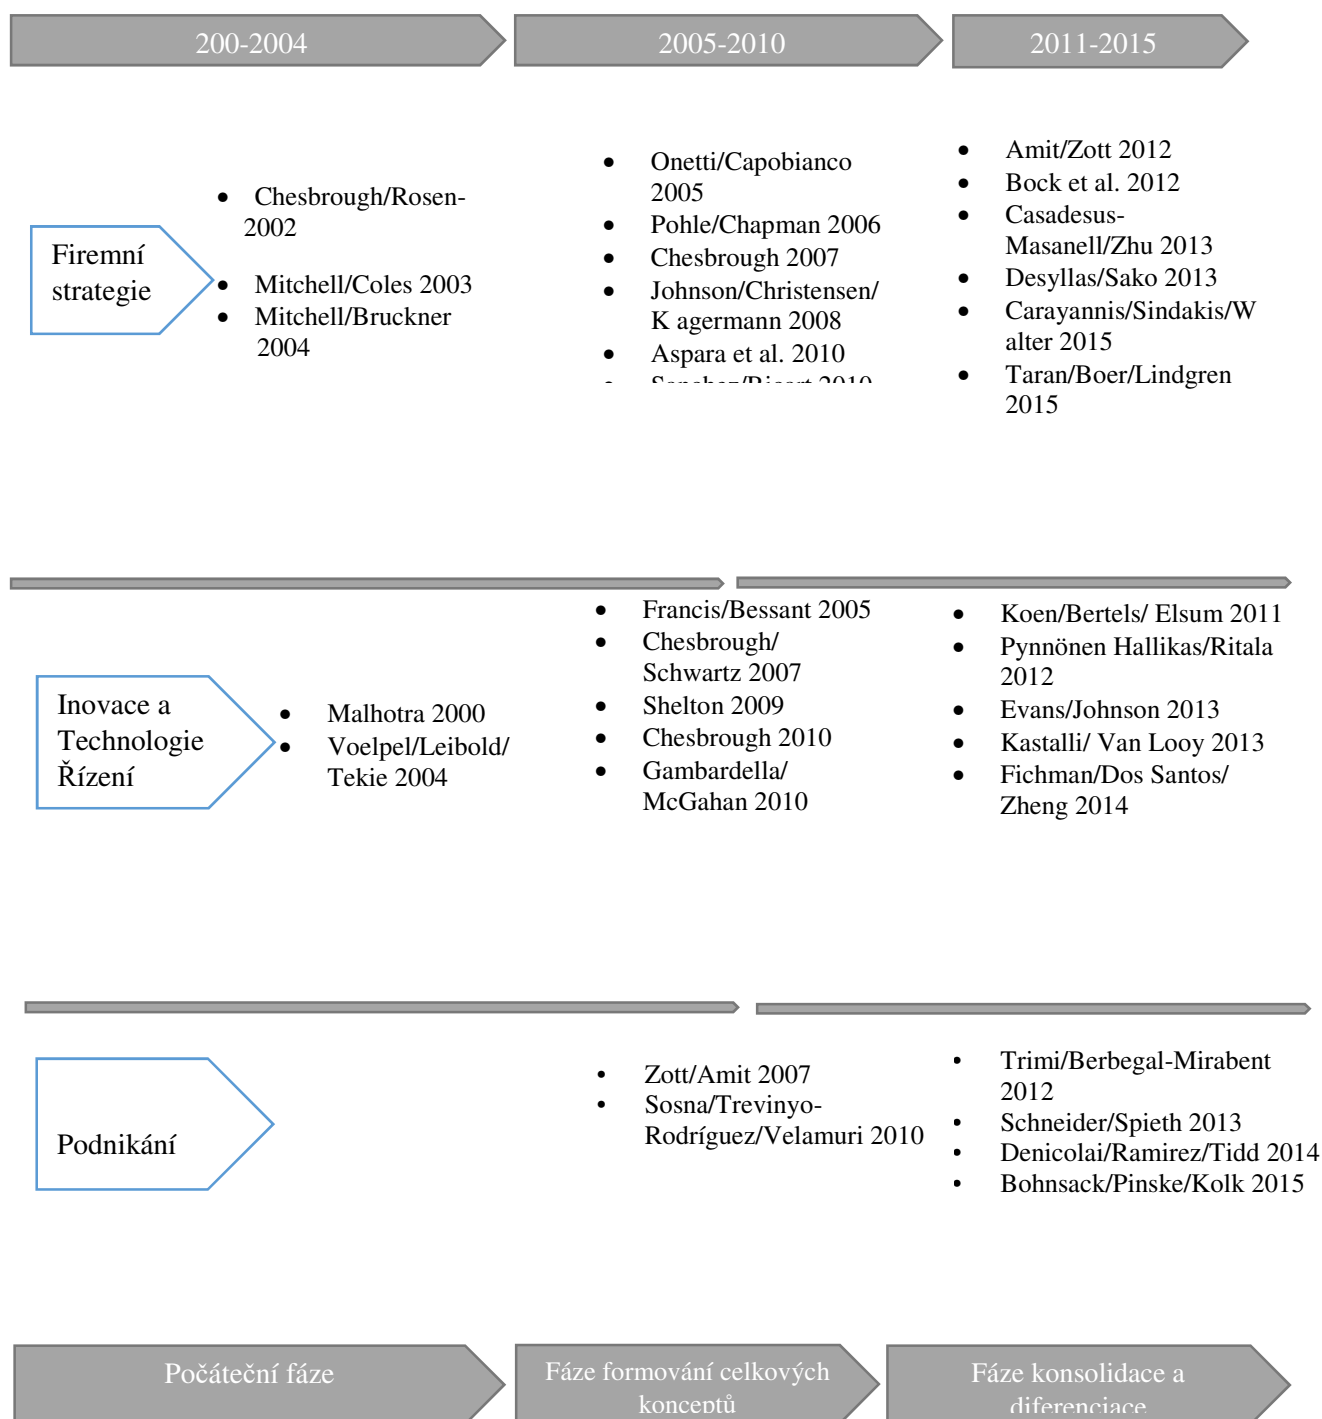 200-2004
2005-2010
2011-2015
Firemní
strategie
• Chesbrough/Rosen-
2002
• Mitchell/Coles 2003
• Mitchell/Bruckner
2004
• Onetti/Capobianco
2005
• Pohle/Chapman 2006
• Chesbrough 2007
• Johnson/Christensen/
K agermann 2008
• Aspara et al. 2010
• Sanchez/Ricart 2010
• Amit/Zott 2012
• Bock et al. 2012
• Casadesus-
Masanell/Zhu 2013
• Desyllas/Sako 2013
• Carayannis/Sindakis/W
alter 2015
• Taran/Boer/Lindgren
2015
Inovace a
Technologie
Řízení
• Malhotra 2000
• Voelpel/Leibold/
Tekie 2004
• Francis/Bessant 2005
• Chesbrough/
Schwartz 2007
• Shelton 2009
• Chesbrough 2010
• Gambardella/
McGahan 2010
• Koen/Bertels/ Elsum 2011
• Pynnönen Hallikas/Ritala
2012
• Evans/Johnson 2013
• Kastalli/ Van Looy 2013
• Fichman/Dos Santos/
Zheng 2014
Podnikání
• Zott/Amit 2007
• Sosna/Trevinyo-
Rodríguez/Velamuri 2010
• Trimi/Berbegal-Mirabent
2012
• Schneider/Spieth 2013
• Denicolai/Ramirez/Tidd 2014
• Bohnsack/Pinske/Kolk 2015
Počáteční fáze
Fáze formování celkových
konceptů
Fáze konsolidace a
diferenciace